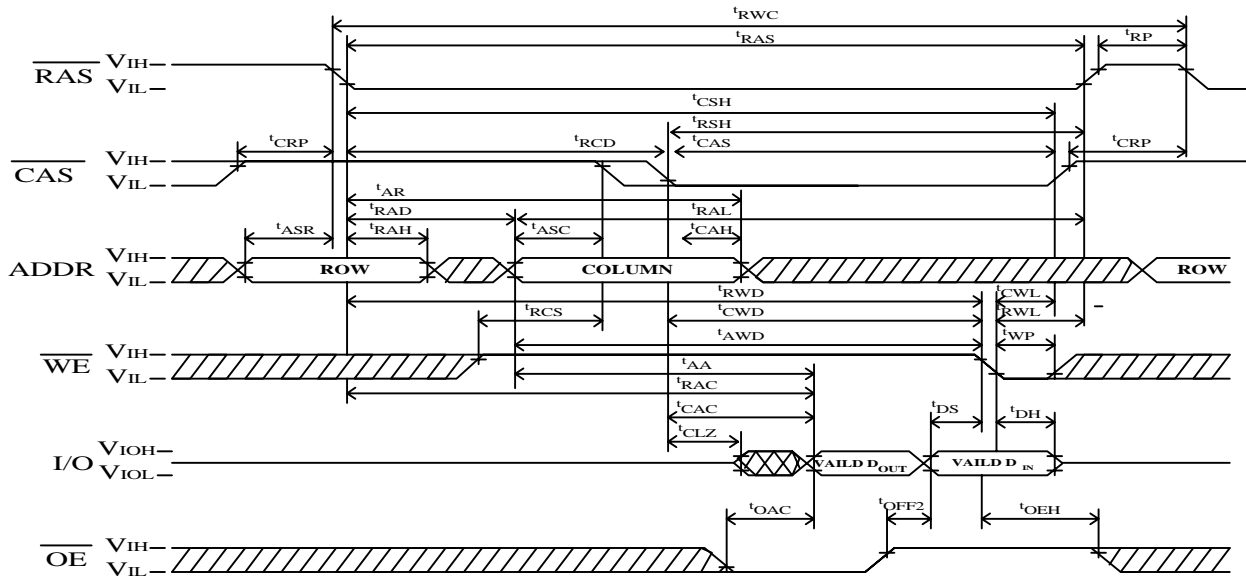 tRWC
tRAS tRP
RAS VIH
VIL
tCSH
tRSH
tCRP tRCD tCAS tCRP
CAS VIH
VIL
tAR
tRAD tRAL
tASR tRAH tASC tCAH
ADDR VIH
VIL
ROW COLUMN ROW
tRWD tCWL
tRCS tCWD tRWL
tAWD tWP
WE VIH
VIL
tAA
tRAC
tCAC tDS tDH
tCLZ
I/O VIOH
VIOL
VAILD DOUT VAILD D IN
tOAC tOFF2 tOEH
OE VIH
VIL